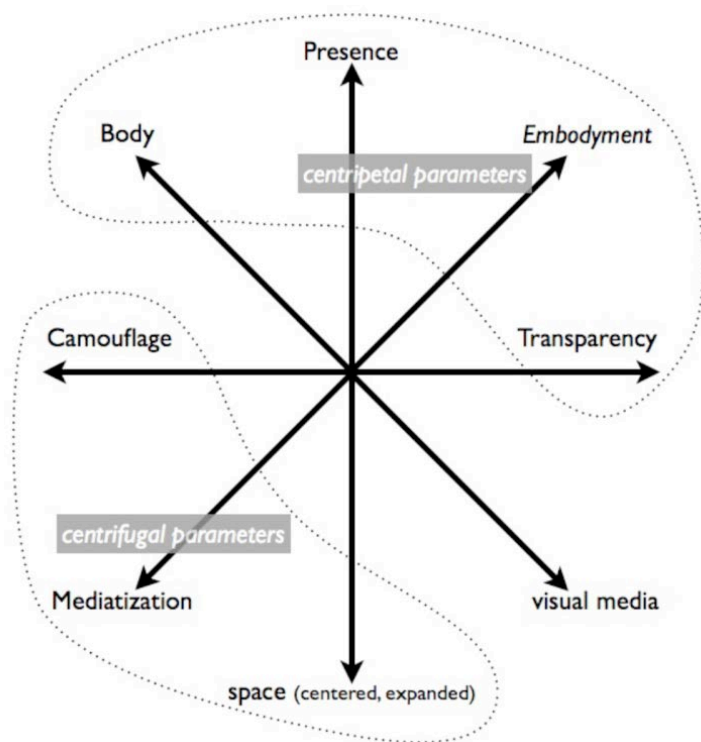 Presence
Body
Embodyment
centripetal parameters
Camouflage
Transparency
centrifugal parameters
Mediatization
visual media
space (centered, expanded)